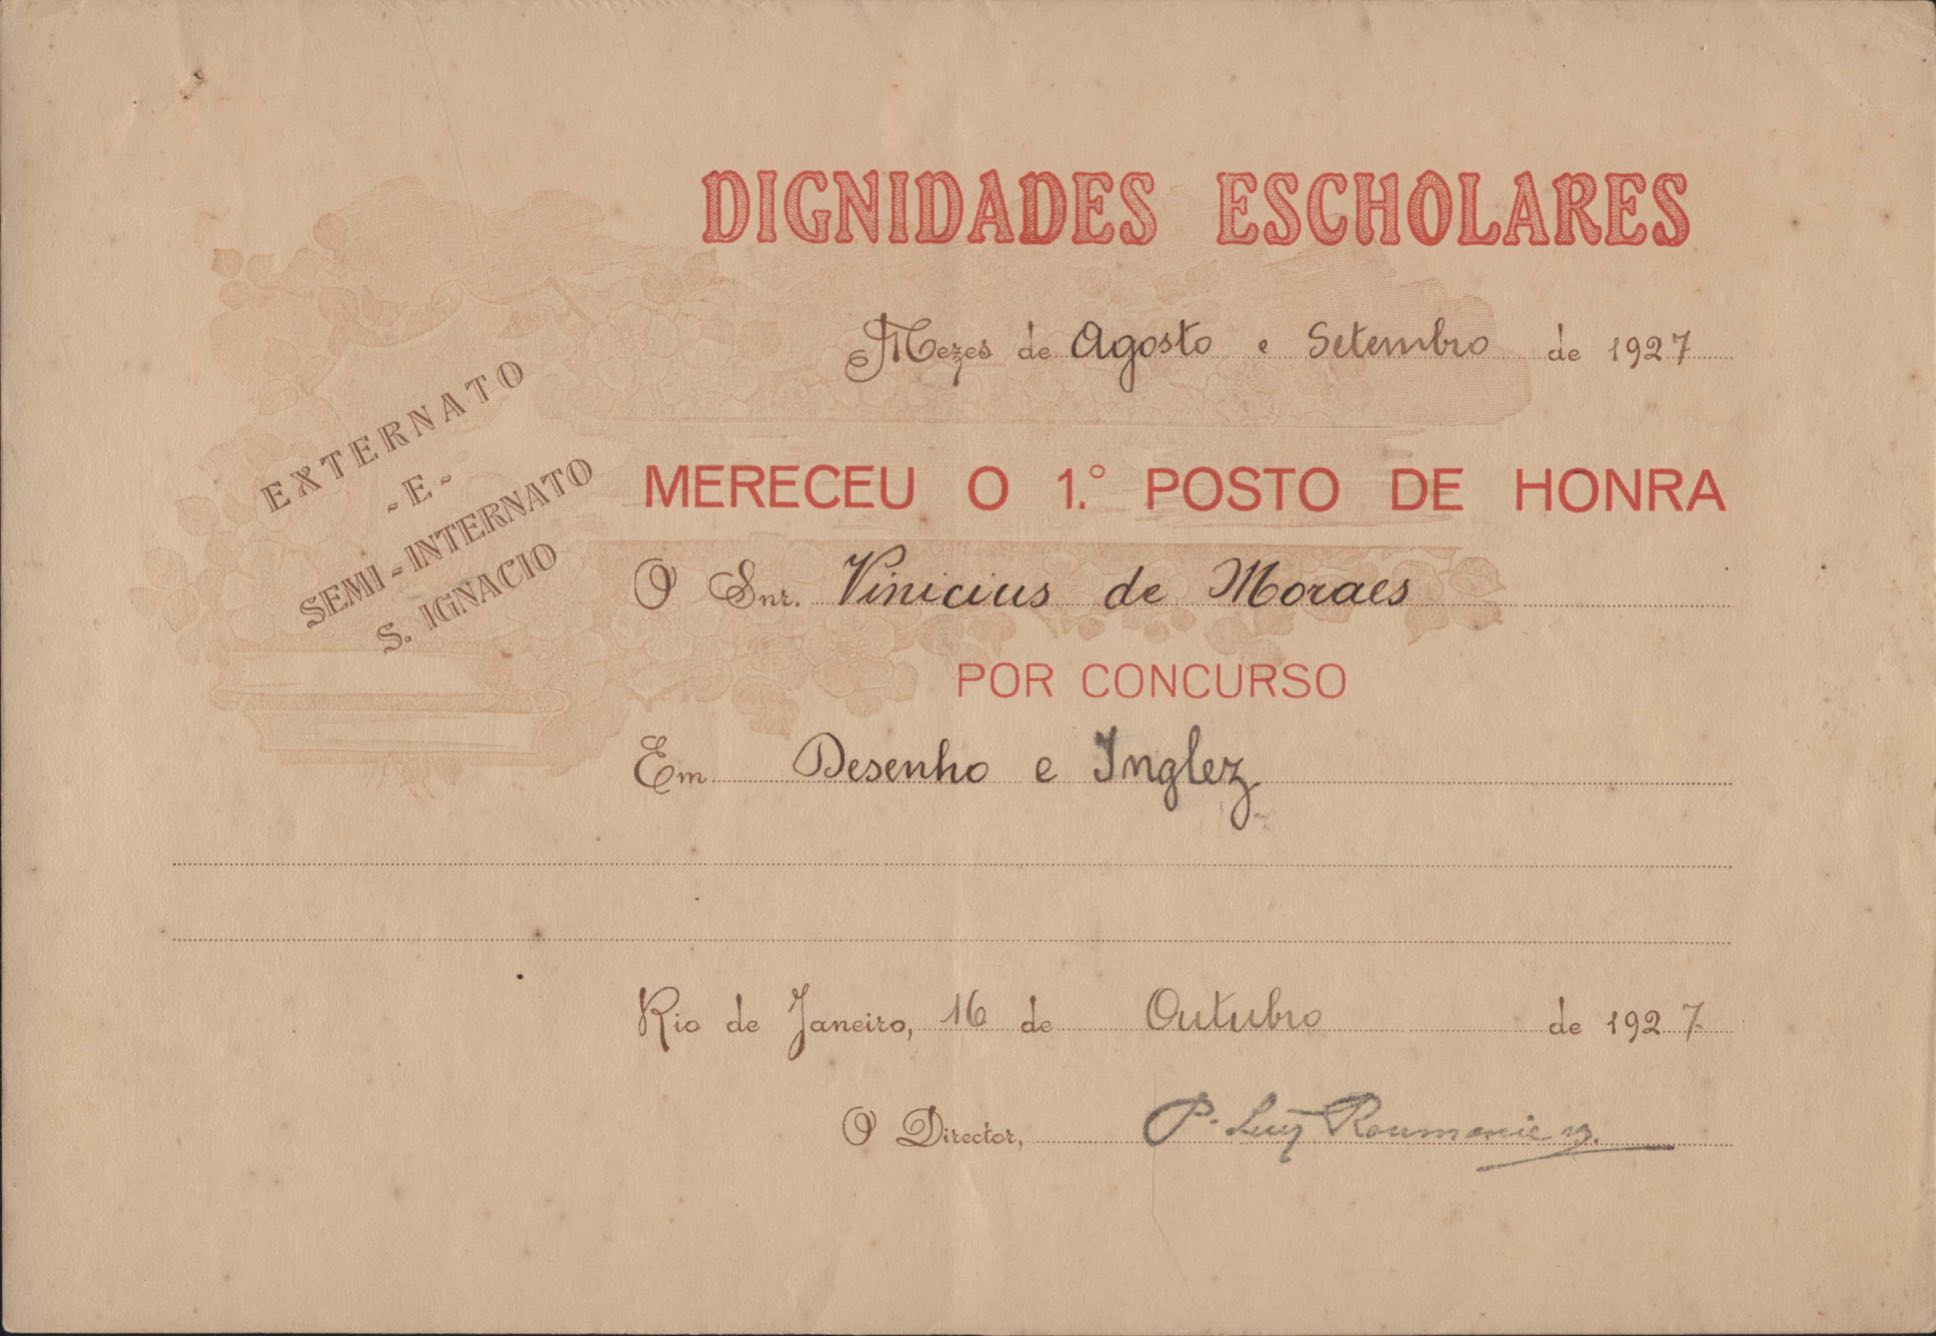 DIGNIDADES ESCHOLARES
Mezes de Agosto e Setembro de 1927
EXTERNATO
- E -
SEMI-INTERNATO
S. IGNACIO
MERECEU O 1.º POSTO DE HONRA
O Snr. Vinicius de Moraes
POR CONCURSO
Em Desenho e Inglez
Rio de Janeiro, 16 de Outubro de 1927.
O Director, P. Luiz